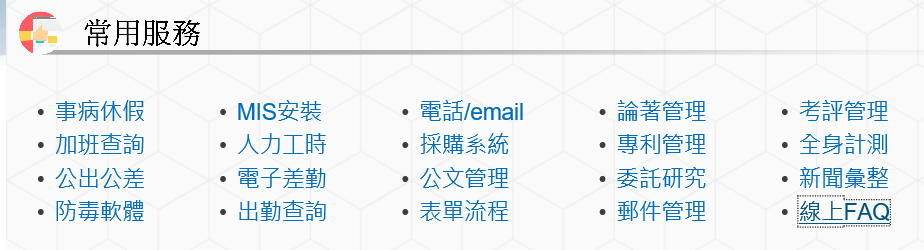 常用服務
事病休假 MIS安裝 電話/email 論著管理 考評管理
加班查詢 人力工時 採購系統 專利管理 全身計測
公出公差 電子差勤 公文管理 委託研究 新聞彙整
防毒軟體 出勤查詢 表單流程 郵件管理 線上FAQ